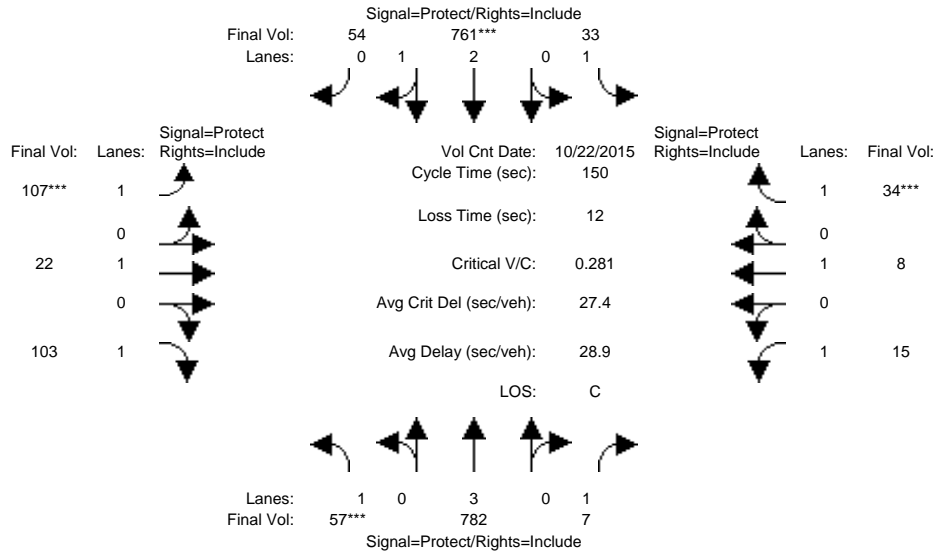 Signal=Protect/Rights=Include
Final Vol: 54 761*** 33
Lanes: 0 1 2 0 1
Signal=Protect Signal=Protect
Final Vol: Lanes: Rights=Include Vol Cnt Date: 10/22/2015 Rights=Include Lanes: Final Vol:
Cycle Time (sec): 150
107*** 1 1 34***
Loss Time (sec): 12
0 0
22 1 Critical V/C: 0.281 1 8
0 Avg Crit Del (sec/veh): 27.4 0
103 1 Avg Delay (sec/veh): 28.9 1 15
LOS: C
Lanes: 1 0 3 0 1
Final Vol: 57*** 782 7
Signal=Protect/Rights=Include